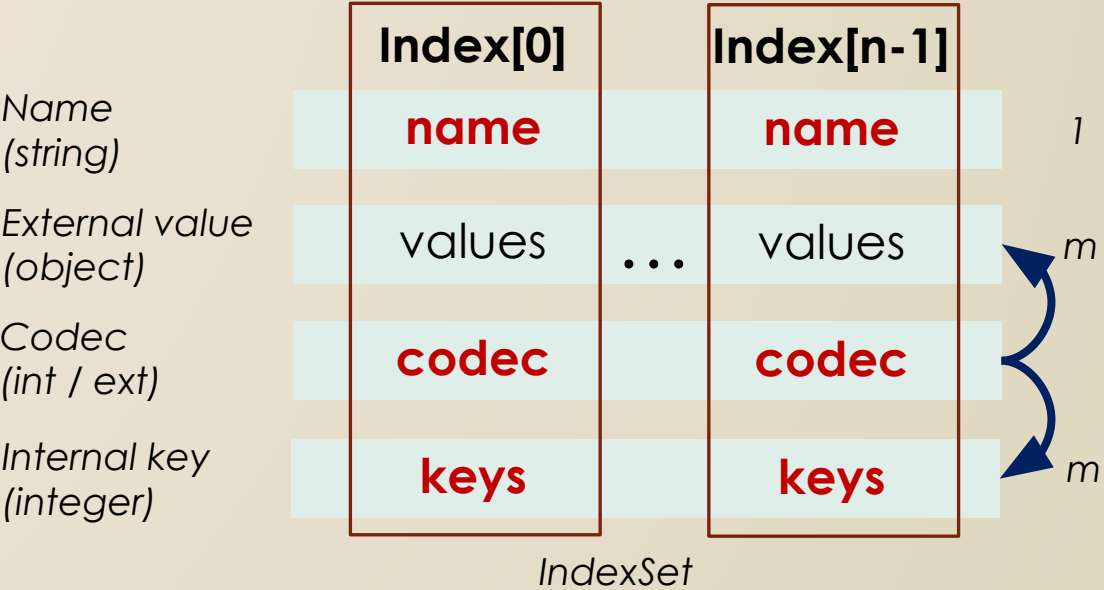 Index[0] Index[n-1]
Name
(string)
name name 1
External value
(object)
values ... values m
Codec
(int / ext)
codec codec
Internal key
(integer)
keys keys m
IndexSet